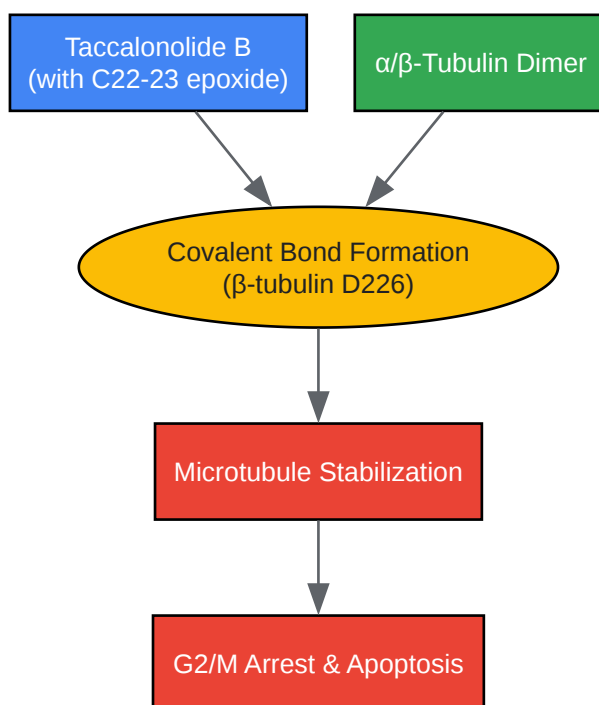 Taccalonolide B
(with C22-23 epoxide)
α/β-Tubulin Dimer
Covalent Bond Formation
(β-tubulin D226)
Microtubule Stabilization
G2/M Arrest & Apoptosis